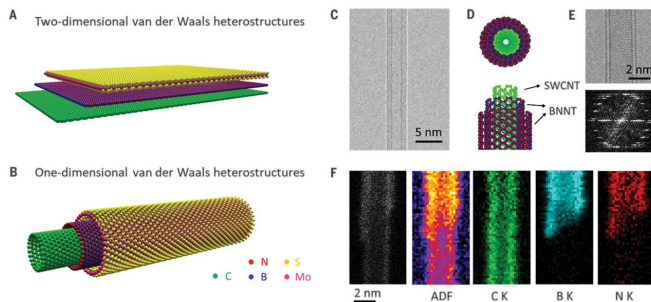 A
Two-dimensional van der Waals heterostructures
B
One-dimensional van der Waals heterostructures
N
S
C
B
Mo
C
5 nm
D
SWCNT
BNNT
E
2 nm
F
2 nm
ADF
C K
B K
N K